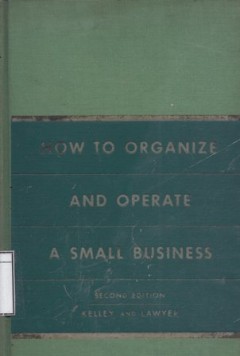 HOW TO ORGANIZE
AND OPERATE
A SMALL BUSINESS
SECOND EDITION
KELLEY AND LAWYER